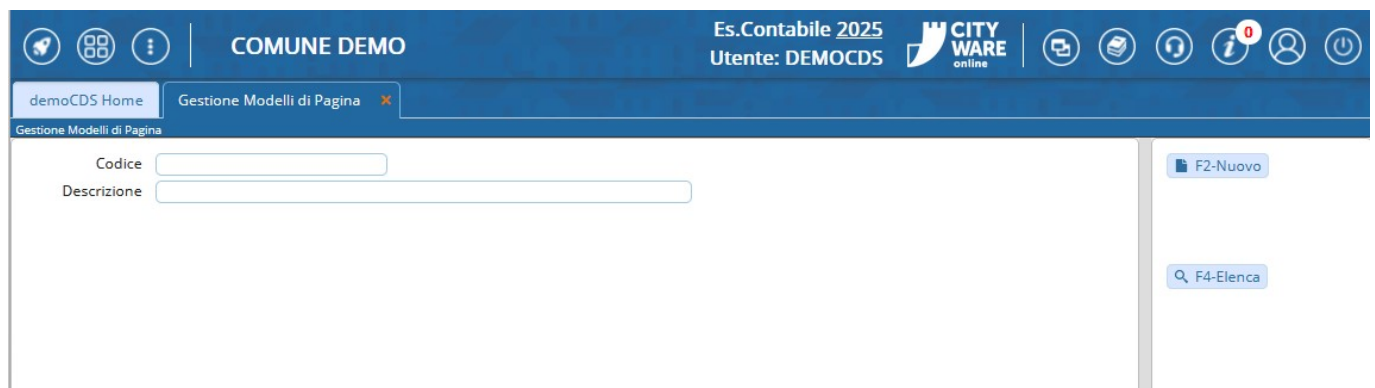 COMUNE DEMO
Es.Contabile 2025
Utente: DEMOCDS
CITY
WARE
online
0
demoCDS Home
Gestione Modelli di Pagina
Gestione Modelli di Pagina
Codice
F2-Nuovo
Descrizione
F4-Elenca